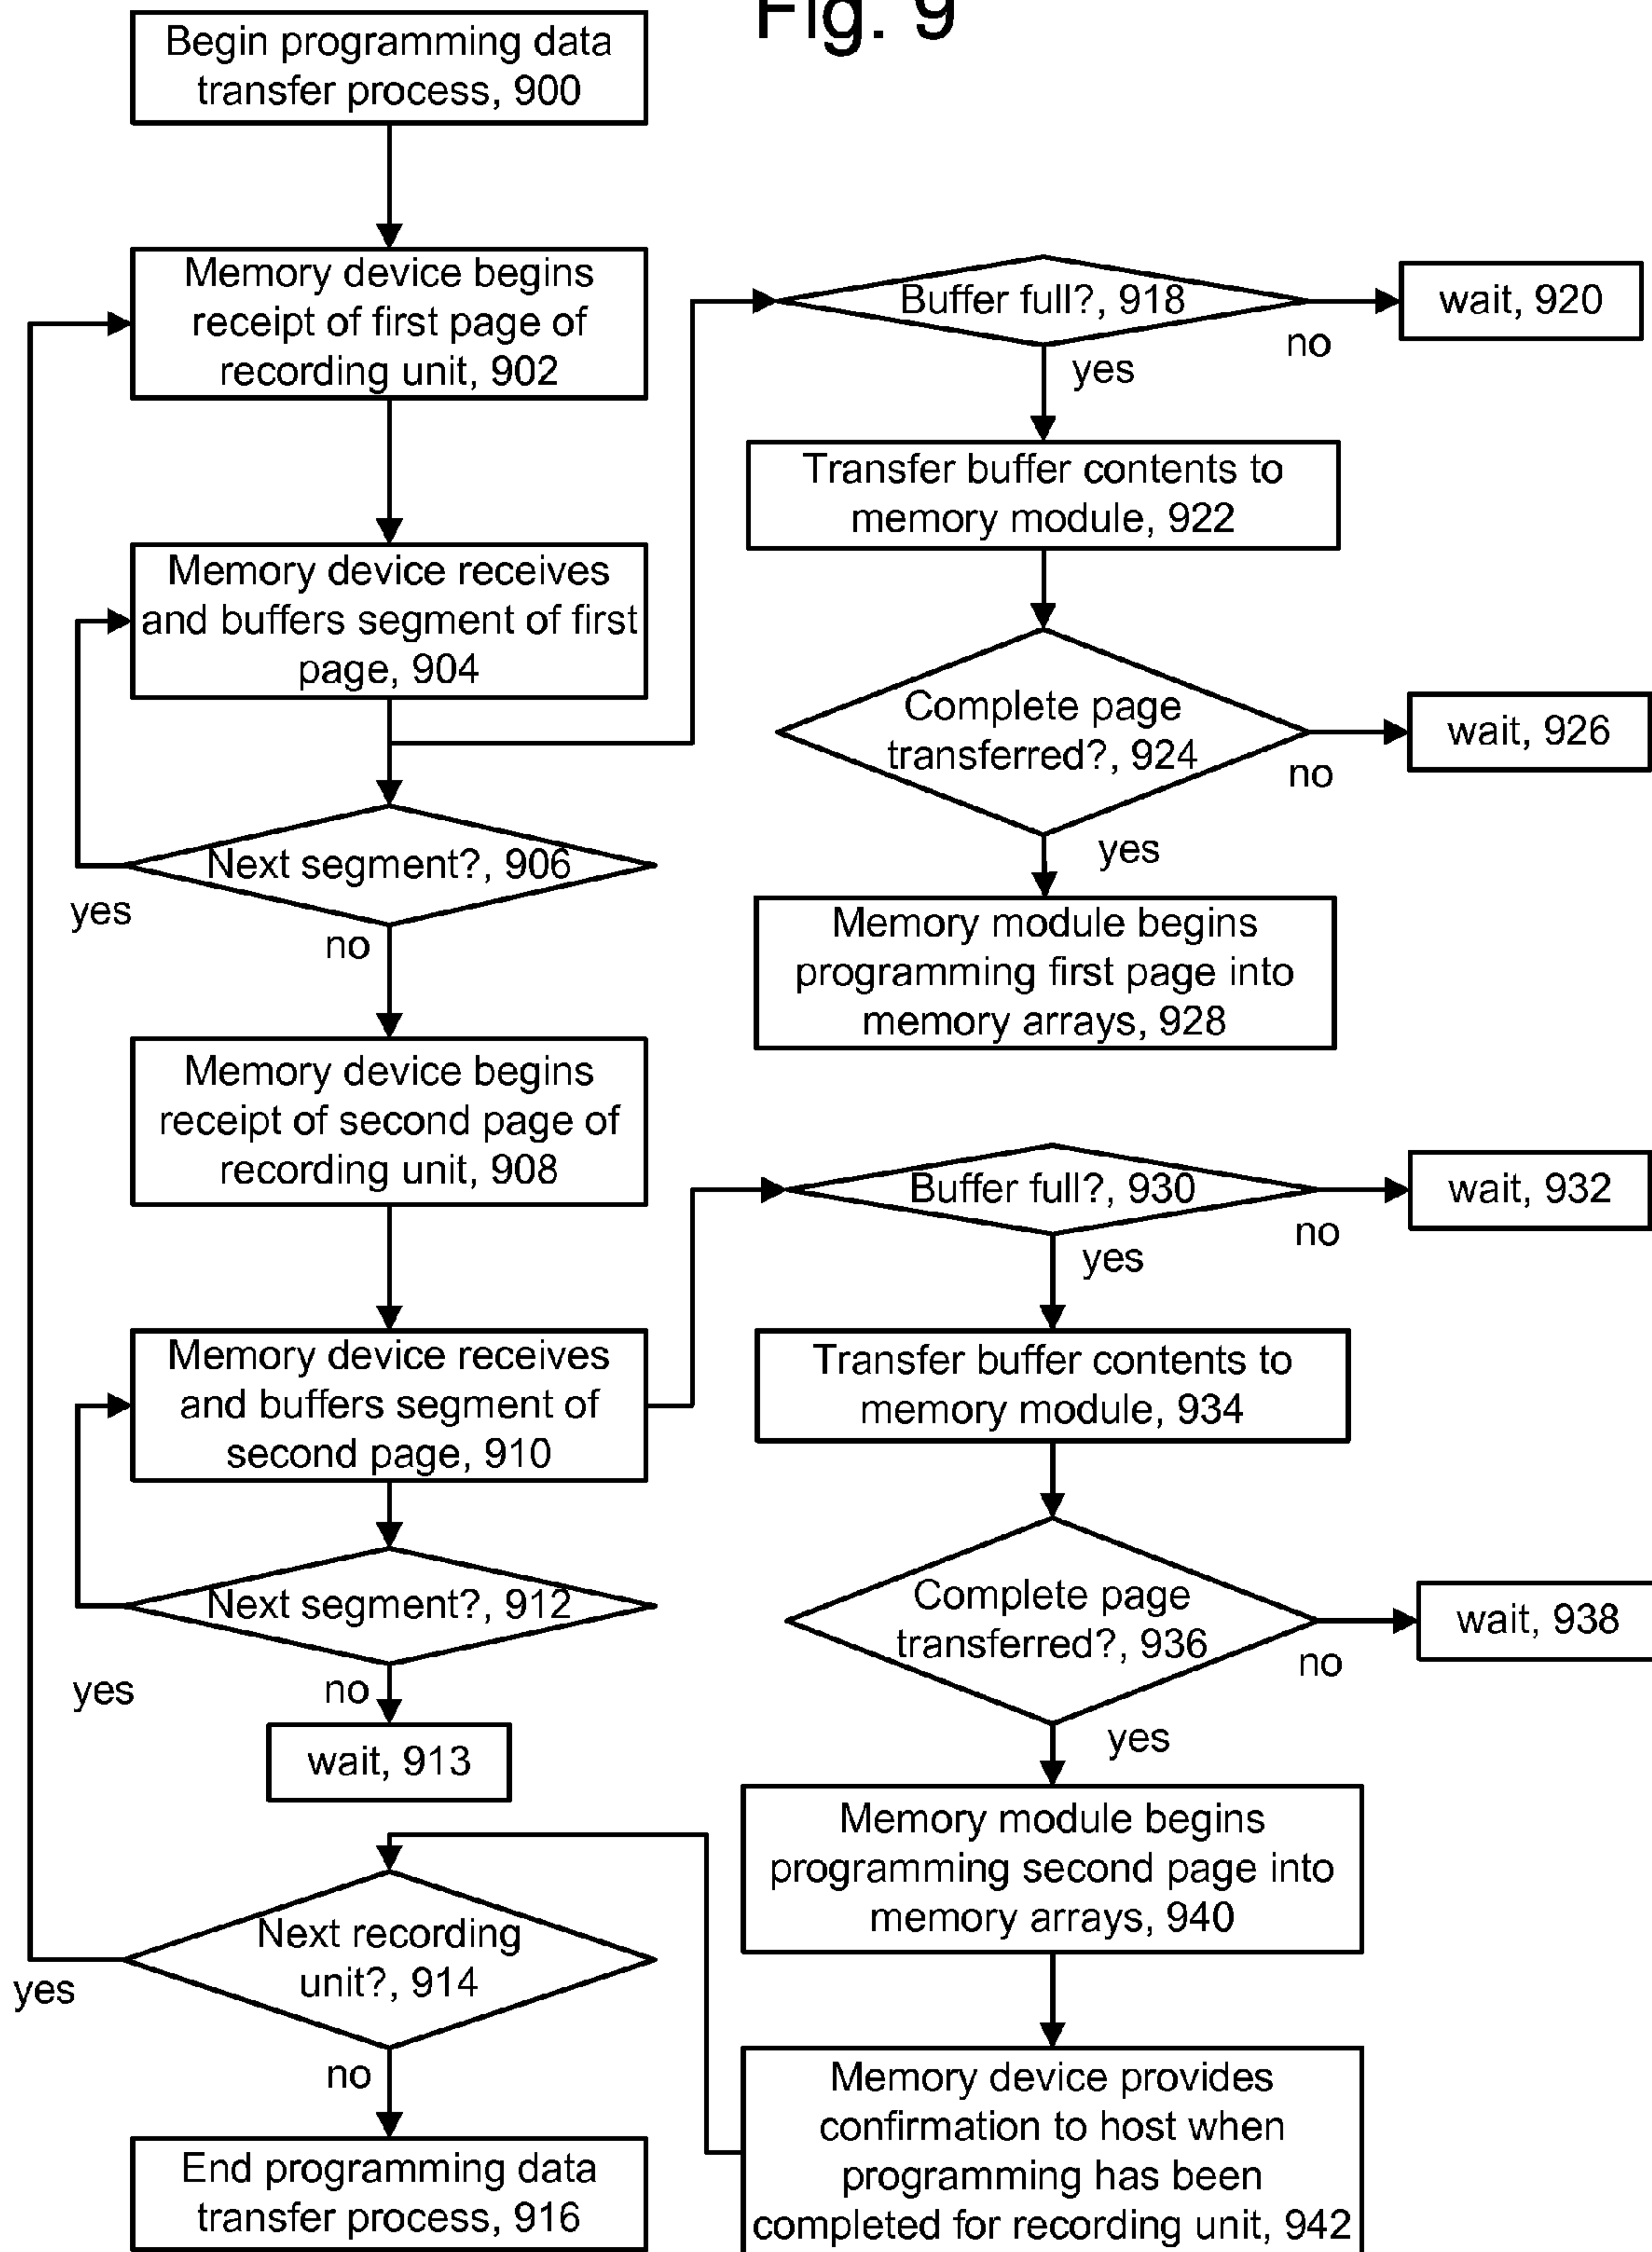 Fig. 9
Begin programming data
transfer process, 900
Memory device begins
receipt of first page of
recording unit, 902
Memory device receives
and buffers segment of first
page, 904
Next segment?, 906
yes
no
Memory device begins
receipt of second page of
recording unit, 908
Memory device receives
and buffers segment of
second page, 910
Next segment?, 912
yes
no
wait, 913
Next recording
unit?, 914
yes
no
End programming data
transfer process, 916
Buffer full?, 918
no
wait, 920
yes
Transfer buffer contents to
memory module, 922
Complete page
transferred?, 924
no
wait, 926
yes
Memory module begins
programming first page into
memory arrays, 928
Buffer full?, 930
no
wait, 932
yes
Transfer buffer contents to
memory module, 934
Complete page
transferred?, 936
no
wait, 938
yes
Memory module begins
programming second page into
memory arrays, 940
Memory device provides
confirmation to host when
programming has been
completed for recording unit, 942